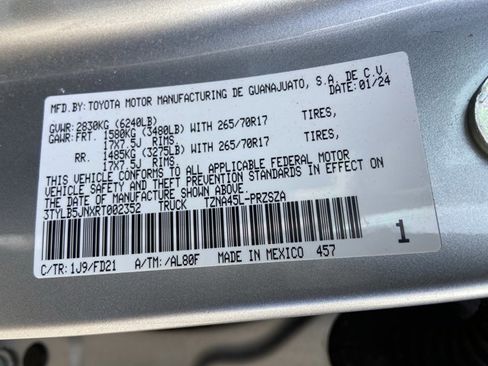 MFD.BY: TOYOTA MOTOR MANUFACTURING DE GUANAJUATO, S.A. DE C.V.
DATE: 01/24
GVWR: 2830KG (6240LB)
GAWR: FRT. 1580KG (3480LB) WITH 265/70R17 TIRES,
17X7.5J RIMS.
RR. 1485KG (3275LB) WITH 265/70R17 TIRES,
17X7.5J RIMS.
THIS VEHICLE CONFORMS TO ALL APPLICABLE FEDERAL MOTOR
VEHICLE SAFETY AND THEFT PREVENTION STANDARDS IN EFFECT ON
THE DATE OF MANUFACTURE SHOWN ABOVE.
3TYLB5JNXRT002352 TRUCK TZNA45L-PRZSZA
1
C/TR: 1J9/FD21 A/TM: /AL80F MADE IN MEXICO 457